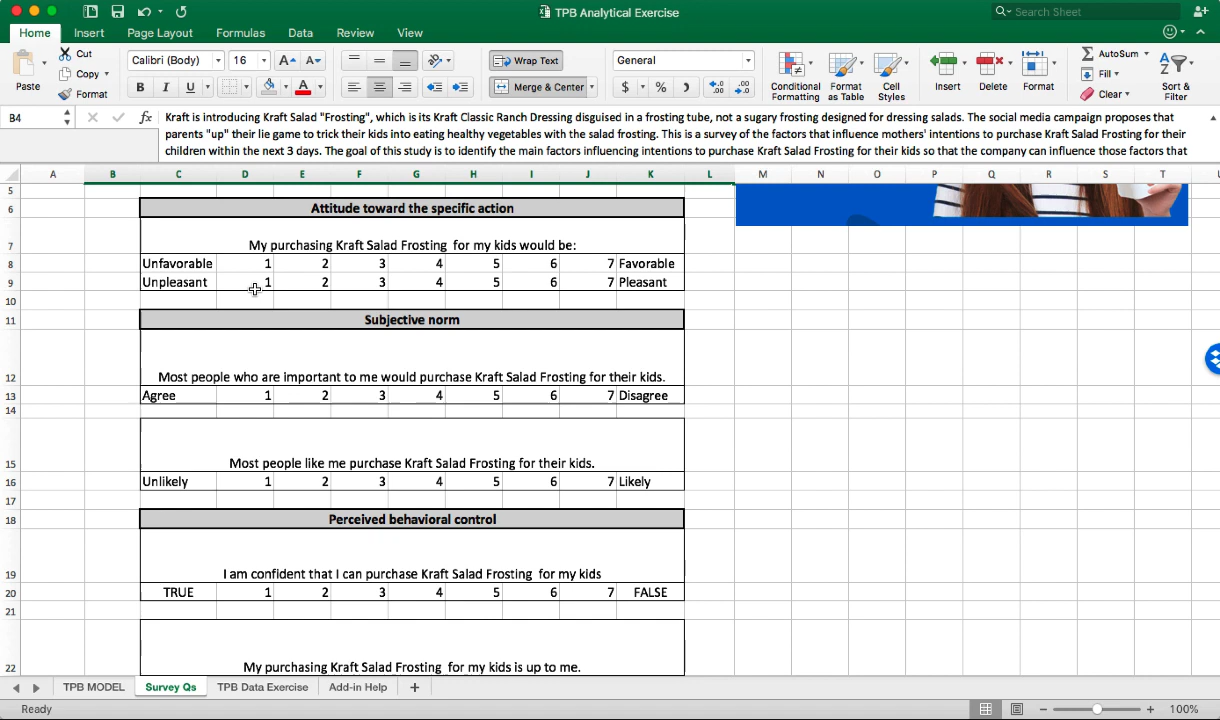 TPB Analytical Exercise
Search Sheet
Home Insert Page Layout Formulas Data Review View
Paste
Cut
Copy
Format
Calibri (Body) 16 A A
B I U A
Wrap Text
Merge & Center
General
$ % )
Conditional Formatting
Format as Table
Cell Styles
Insert Delete Format
AutoSum
Fill
Clear
Sort & Filter
B4 fx Kraft is introducing Kraft Salad "Frosting", which is its Kraft Classic Ranch Dressing disguised in a frosting tube, not a sugary frosting designed for dressing salads. The social media campaign proposes that
parents "up" their lie game to trick their kids into eating healthy vegetables with the salad frosting. This is a survey of the factors that influence mothers' intentions to purchase Kraft Salad Frosting for their
children within the next 3 days. The goal of this study is to identify the main factors influencing intentions to purchase Kraft Salad Frosting for their kids so that the company can influence those factors that
A B C D E F G H I J K L M N O P Q R S T
5
6 Attitude toward the specific action
7 My purchasing Kraft Salad Frosting for my kids would be:
8 Unfavorable 1 2 3 4 5 6 7 Favorable
9 Unpleasant 1 2 3 4 5 6 7 Pleasant
10
11 Subjective norm
12 Most people who are important to me would purchase Kraft Salad Frosting for their kids.
13 Agree 1 2 3 4 5 6 7 Disagree
14
15 Most people like me purchase Kraft Salad Frosting for their kids.
16 Unlikely 1 2 3 4 5 6 7 Likely
17
18 Perceived behavioral control
19 I am confident that I can purchase Kraft Salad Frosting for my kids
20 TRUE 1 2 3 4 5 6 7 FALSE
21
22 My purchasing Kraft Salad Frosting for my kids is up to me.
TPB MODEL Survey Qs TPB Data Exercise Add-in Help +
Ready
100%